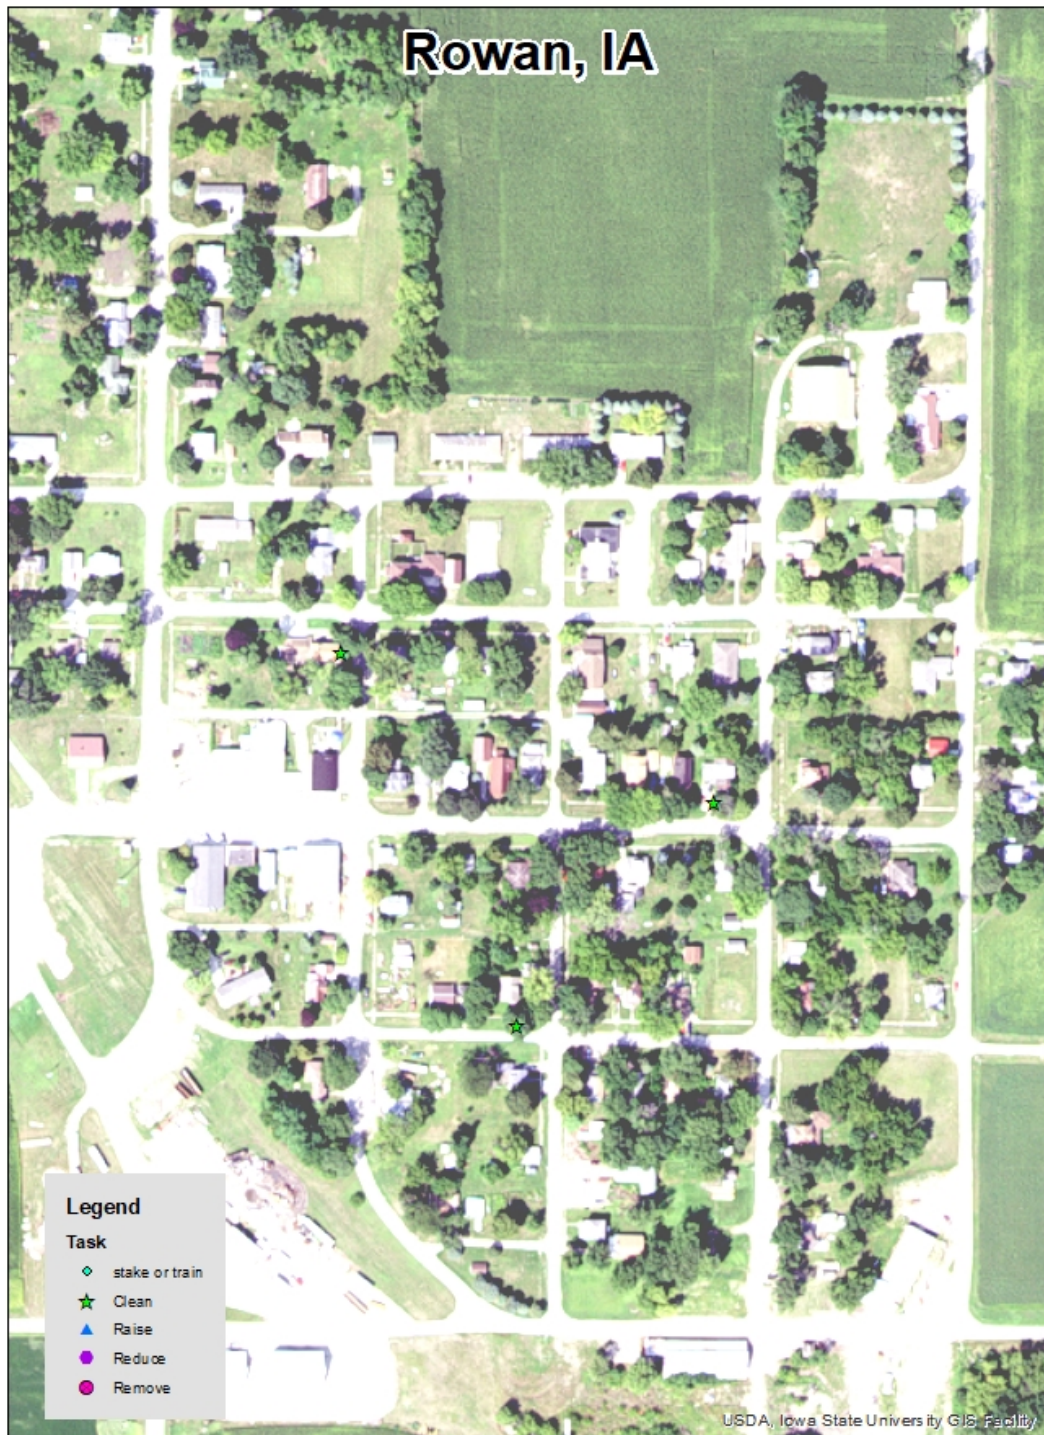 Rowan, IA
Legend
Task
stake or train
Clean
Raise
Reduce
Remove
USDA, Iowa State University GIS Facility